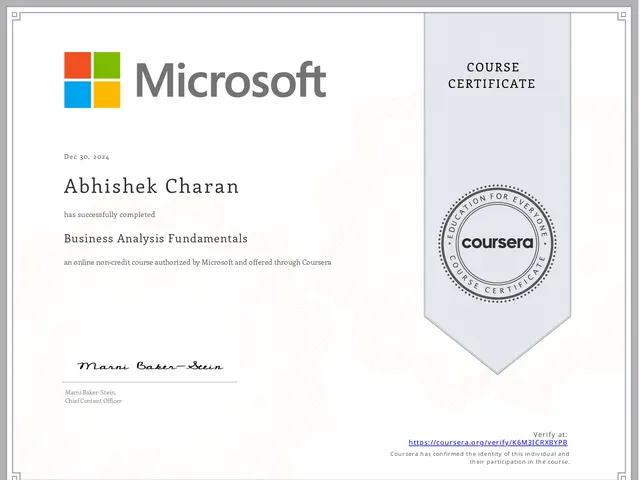 Microsoft
COURSE
CERTIFICATE
Dec 30, 2024
Abhishek Charan
has successfully completed
Business Analysis Fundamentals
an online non-credit course authorized by Microsoft and offered through Coursera
EDUCATION FOR EVERYONE
coursera
COURSE CERTIFICATE
Marni Baker-Stein
Marni Baker-Stein,
Chief Content Officer
Verify at:
https://coursera.org/verify/K6M3ICRXBYPB
Coursera has confirmed the identity of this individual and
their participation in the course.